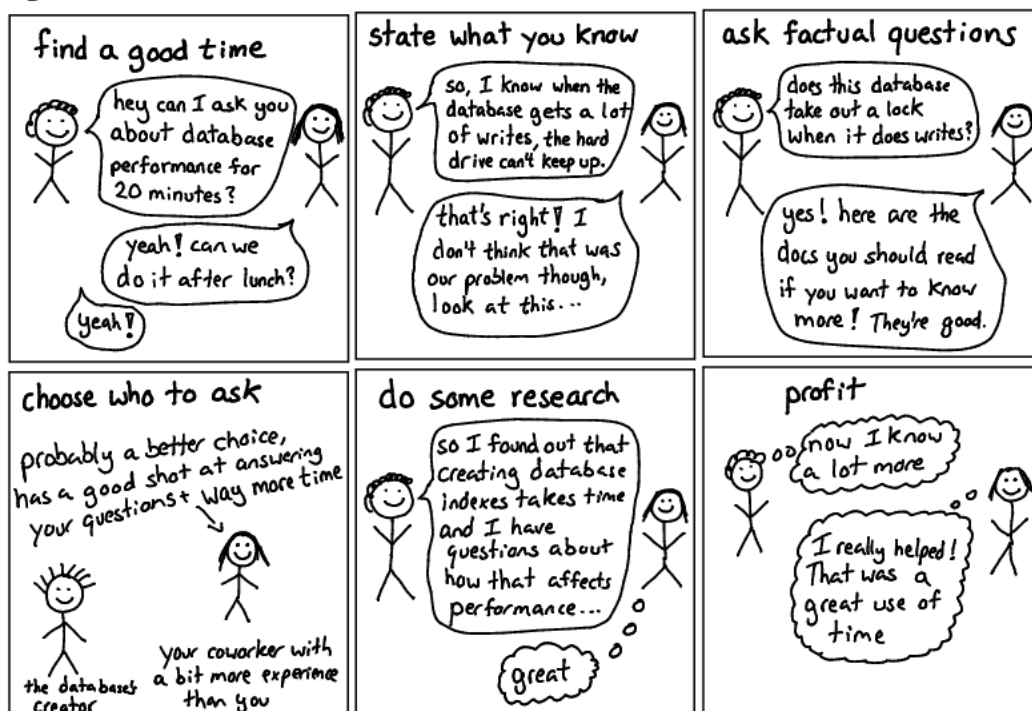 find a good time
hey can I ask you
about database
performance for
20 minutes?
yeah! can we
do it after lunch?
yeah!
state what you know
so, I know when the
database gets a lot
of writes, the hard
drive can't keep up.
that's right! I
don't think that was
our problem though,
look at this...
ask factual questions
does this database
take out a lock
when it does writes?
yes! here are the
docs you should read
if you want to know
more! They're good.
choose who to ask
probably a better choice,
has a good shot at answering
your questions + way more time
the database's
creator
your coworker with
a bit more experience
than you
do some research
so I found out that
creating database
indexes takes time
and I have
questions about
how that affects
performance...
great
profit
now I know
a lot more
I really helped!
That was a
great use of
time